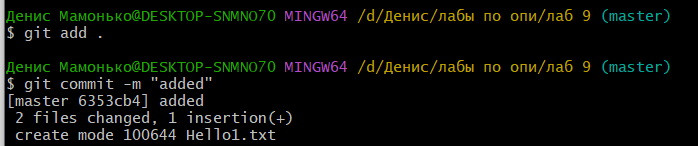 Денис Мамонько@DESKTOP-SNMNO7O MINGW64 /d/Денис/лабы по опи/лаб 9 (master)
$ git add .
Денис Мамонько@DESKTOP-SNMNO7O MINGW64 /d/Денис/лабы по опи/лаб 9 (master)
$ git commit -m "added"
[master 6353cb4] added
 2 files changed, 1 insertion(+)
 create mode 100644 Hello1.txt